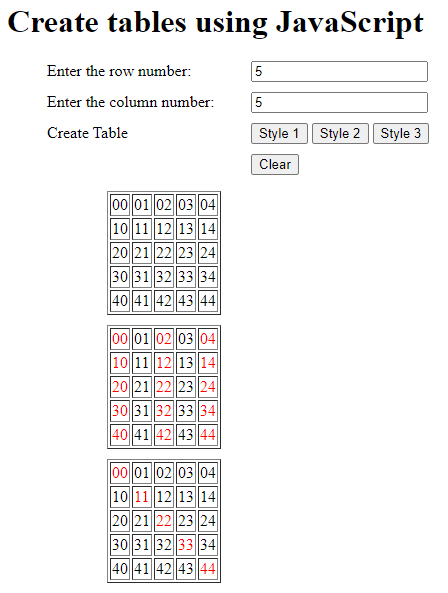 Create tables using JavaScript
Enter the row number: 5
Enter the column number: 5
Create Table Style 1 Style 2 Style 3
Clear
00 01 02 03 04
10 11 12 13 14
20 21 22 23 24
30 31 32 33 34
40 41 42 43 44
00 01 02 03 04
10 11 12 13 14
20 21 22 23 24
30 31 32 33 34
40 41 42 43 44
00 01 02 03 04
10 11 12 13 14
20 21 22 23 24
30 31 32 33 34
40 41 42 43 44